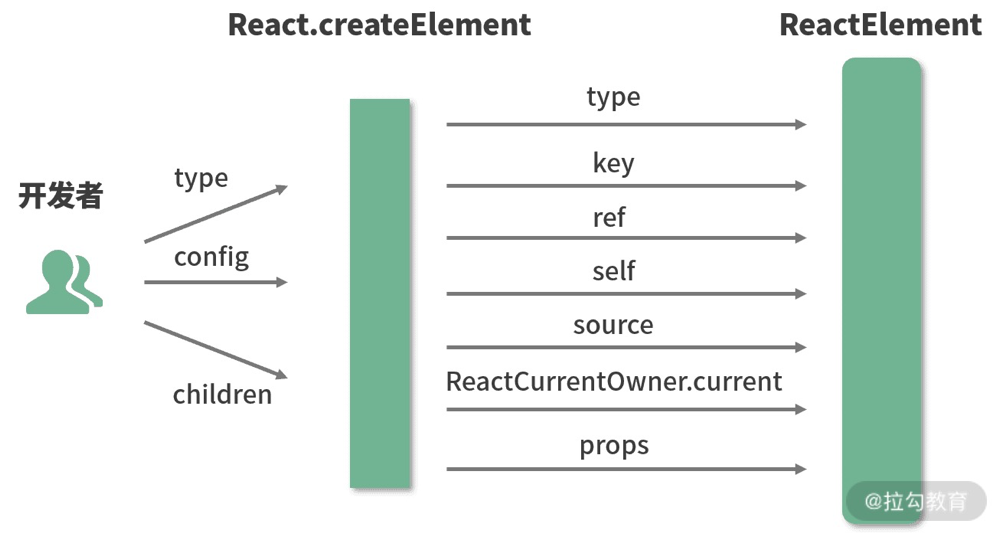 React.createElement
ReactElement
开发者
type
config
children
type
key
ref
self
source
ReactCurrentOwner.current
props
@拉勾教育